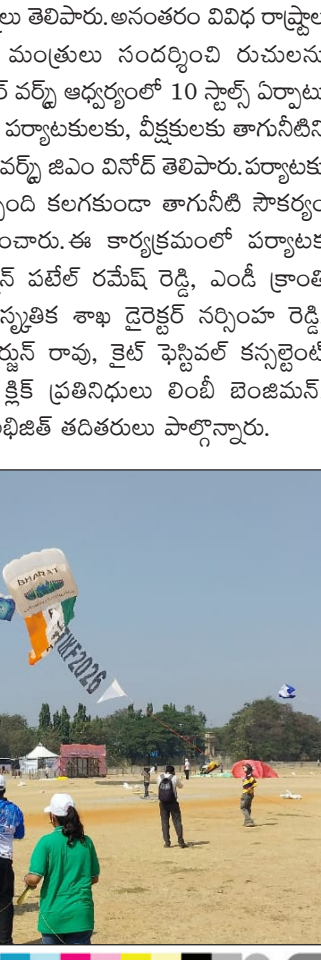 తెలిపారు. అనంతరం వివిధ
మంత్రులు సందర్శించి రుచులను
వర్క్స్ ఆధ్వర్యంలో 10 స్టాల్స్ ఏర్పాటు
పర్యాటకులకు, వీక్షకులకు తాగునీటిని
వర్క్స్ జిఎం వినోద్ తెలిపారు. పర్యాటకు
కలగకుండా తాగునీటి సౌకర్యం
ఈ కార్యక్రమంలో పర్యాటక
పటేల్ రమేష్ రెడ్డి, ఎండీ క్రాంతి
శాఖ డైరెక్టర్ నర్సింహ రెడ్డి
రావు, కైట్ ఫెస్టివల్ కన్సల్టెంట్
క్లిక్ ప్రతినిధులు లింబీ బెంజిమన్
తదితరులు పాల్గొన్నారు.
BHARAT